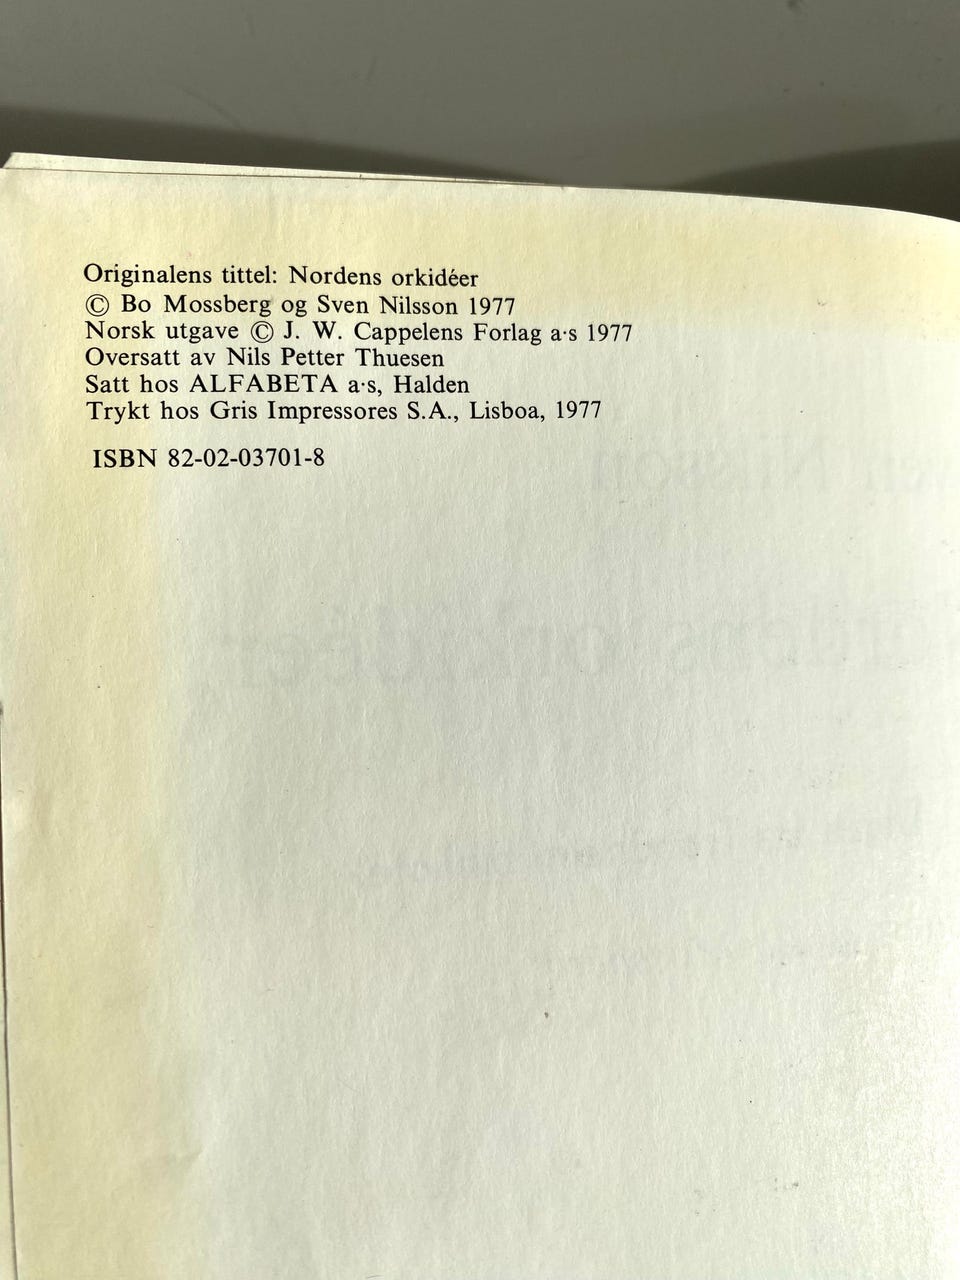 Originalens tittel: Nordens orkidéer
© Bo Mossberg og Sven Nilsson 1977
Norsk utgave © J. W. Cappelens Forlag a·s 1977
Oversatt av Nils Petter Thuesen
Satt hos ALFABETA a·s, Halden
Trykt hos Gris Impressores S.A., Lisboa, 1977
ISBN 82-02-03701-8